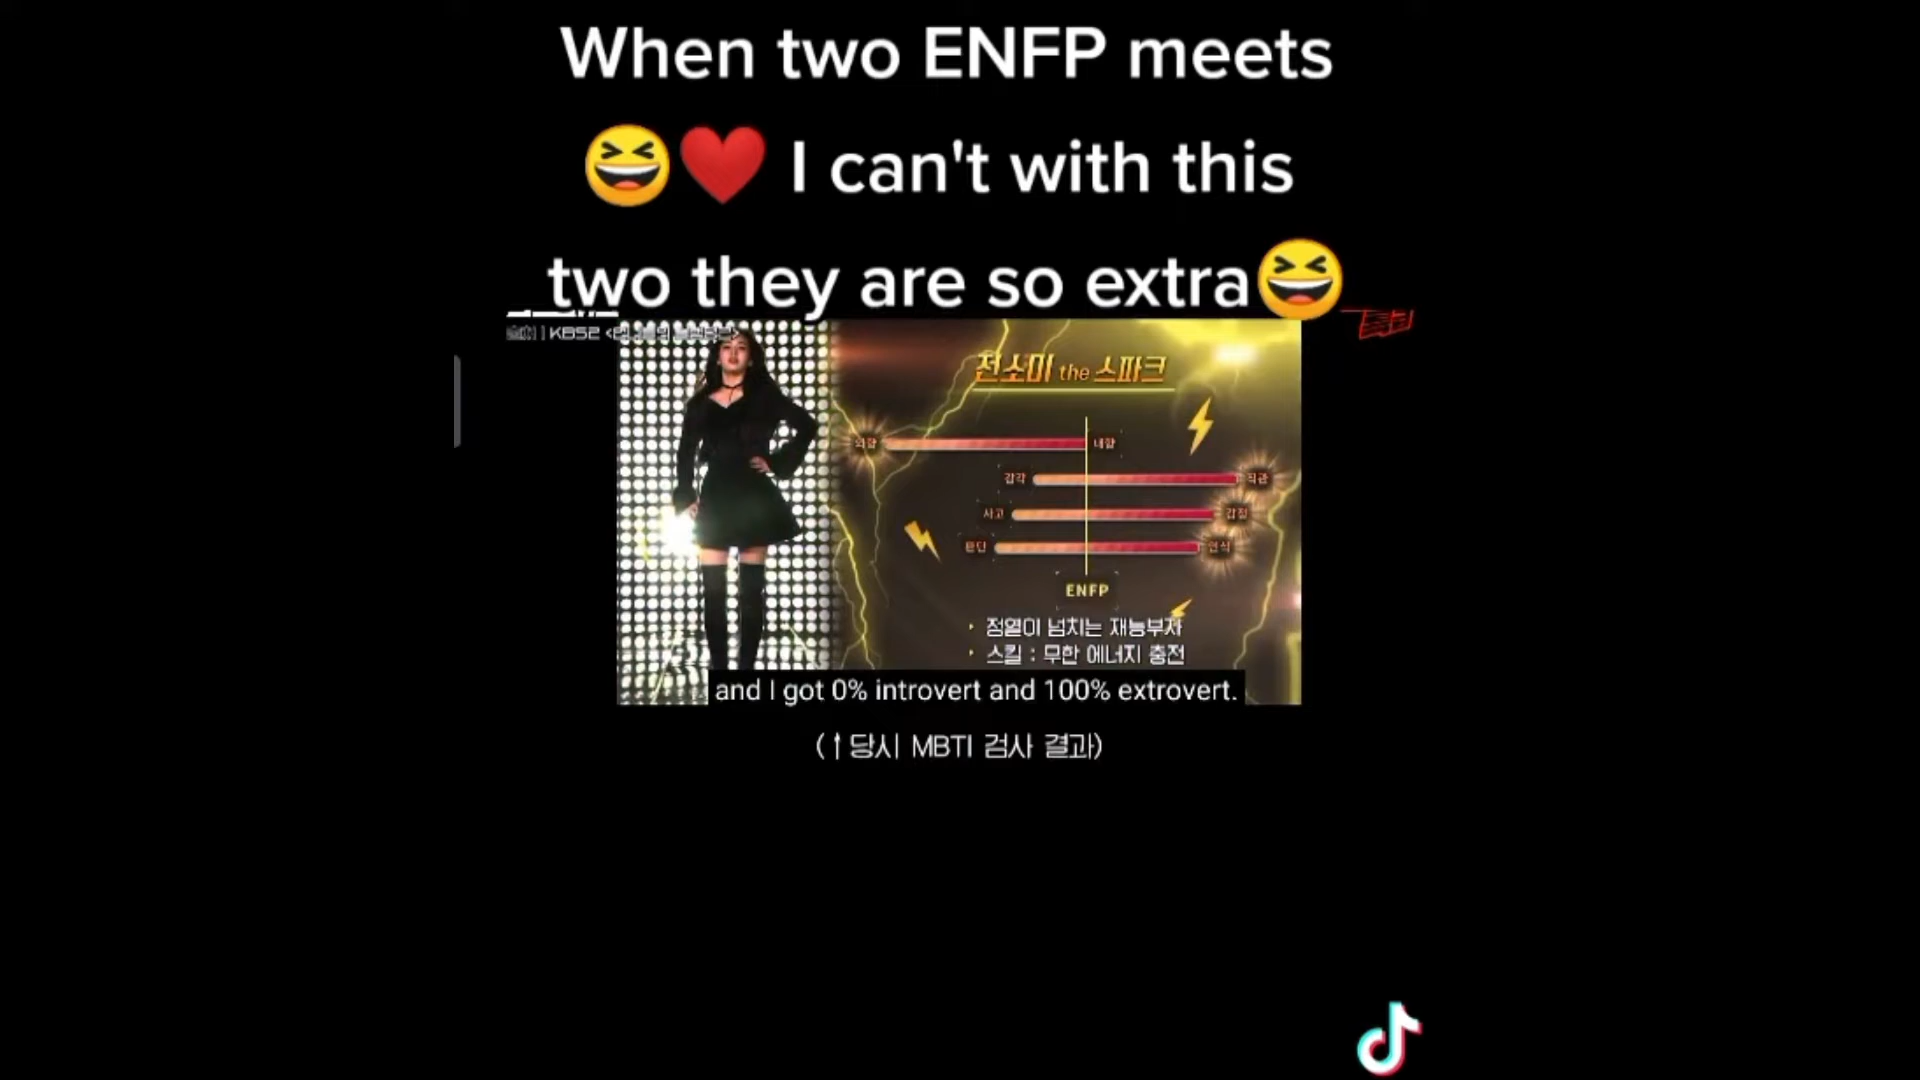 When two ENFP meets
😆❤️ I can't with this
two they are so extra😆
출처 | KBS2
전소미 the 스파크
외향 내향
감각 직관
사고 감정
판단 인식
ENFP
· 정열이 넘치는 재능부자
· 스킬 : 무한 에너지 충전
and I got 0% introvert and 100% extrovert.
(↑당시 MBTI 검사 결과)